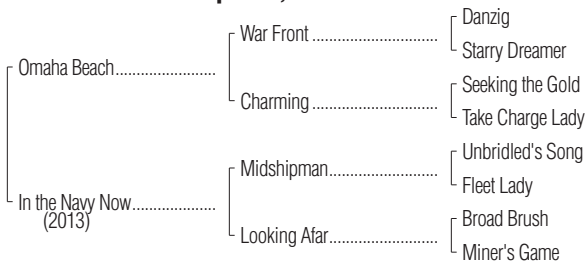 Danzig
War Front ........................
Starry Dreamer
Omaha Beach.......................
Seeking the Gold
Charming ..........................
Take Charge Lady
Unbridled's Song
Midshipman........................
Fleet Lady
In the Navy Now...................
(2013)
Broad Brush
Looking Afar.......................
Miner's Game